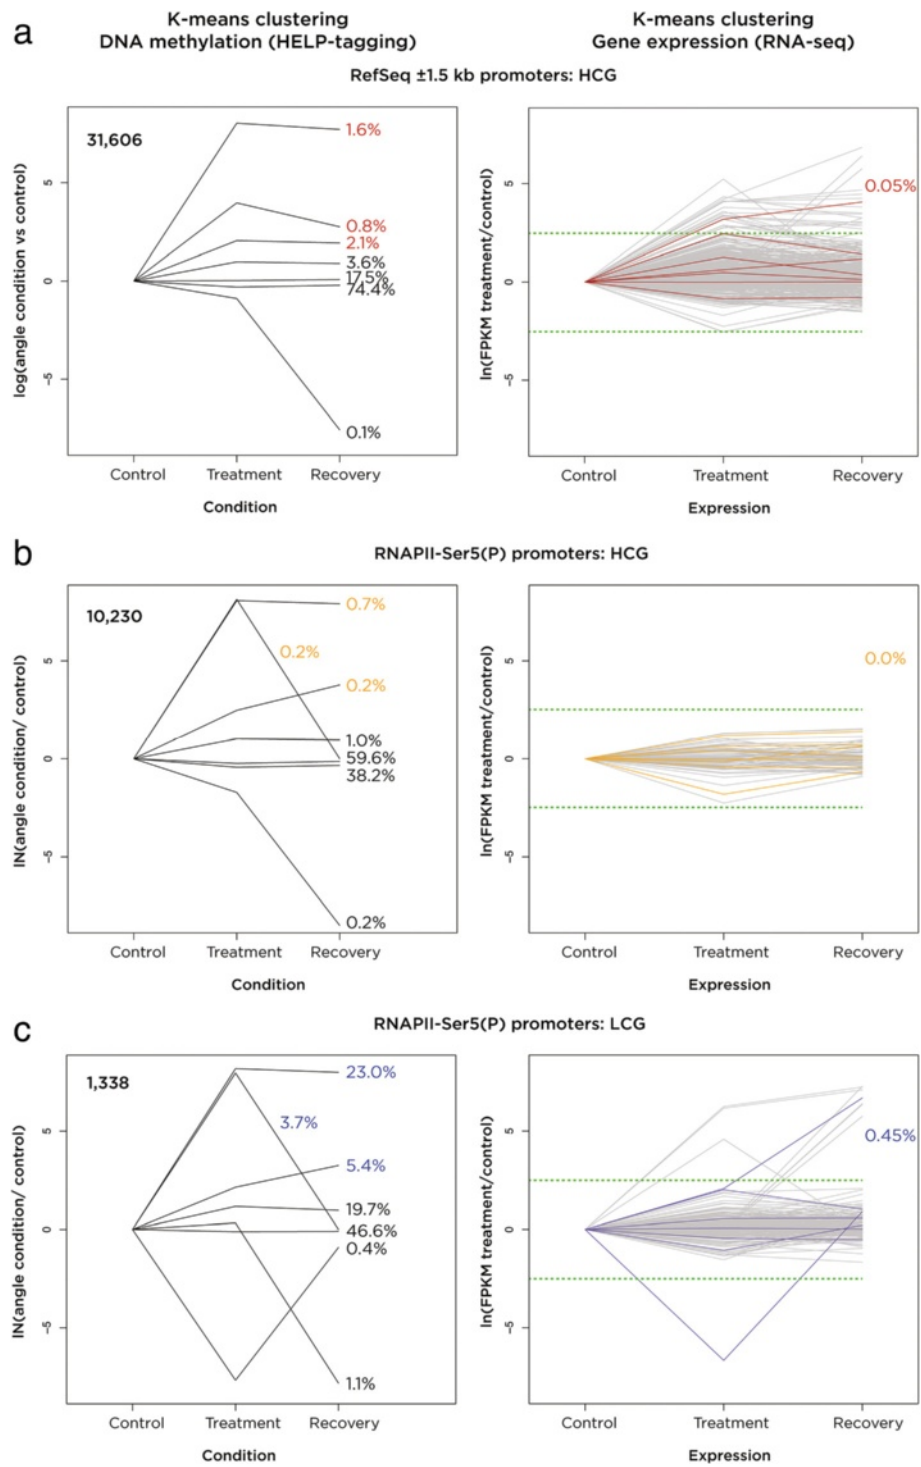 a
K-means clustering
DNA methylation (HELP-tagging)
K-means clustering
Gene expression (RNA-seq)
RefSeq ±1.5 kb promoters: HCG
31,606
1.6%
0.8%
2.1%
3.6%
17.5%
74.4%
0.1%
5
0
-5
log(angle condition vs control)
Control
Treatment
Recovery
Condition
0.05%
5
0
-5
ln(FPKM treatment/control)
Control
Treatment
Recovery
Expression
b
RNAPII-Ser5(P) promoters: HCG
10,230
0.7%
0.2%
0.2%
1.0%
59.6%
38.2%
0.2%
5
0
-5
lN(angle condition/ control)
Control
Treatment
Recovery
Condition
0.0%
5
0
-5
ln(FPKM treatment/control)
Control
Treatment
Recovery
Expression
c
RNAPII-Ser5(P) promoters: LCG
1,338
23.0%
3.7%
5.4%
19.7%
46.6%
0.4%
1.1%
5
0
-5
lN(angle condition/ control)
Control
Treatment
Recovery
Condition
0.45%
5
0
-5
ln(FPKM treatment/control)
Control
Treatment
Recovery
Expression